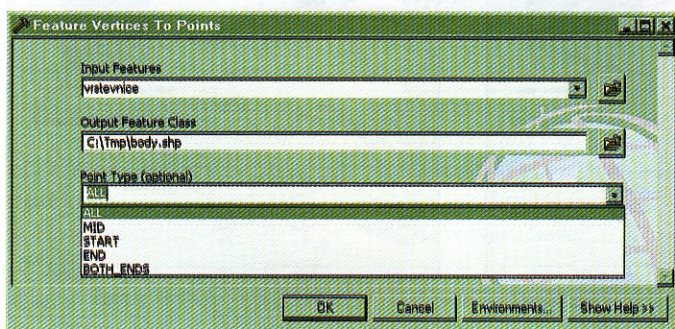 Feature Vertices To Points
Input Features
vrstevnice
Output Feature Class
C:\Tmp\body.shp
Point Type (optional)
ALL
ALL
MID
START
END
BOTH_ENDS
OK
Cancel
Environments...
Show Help >>